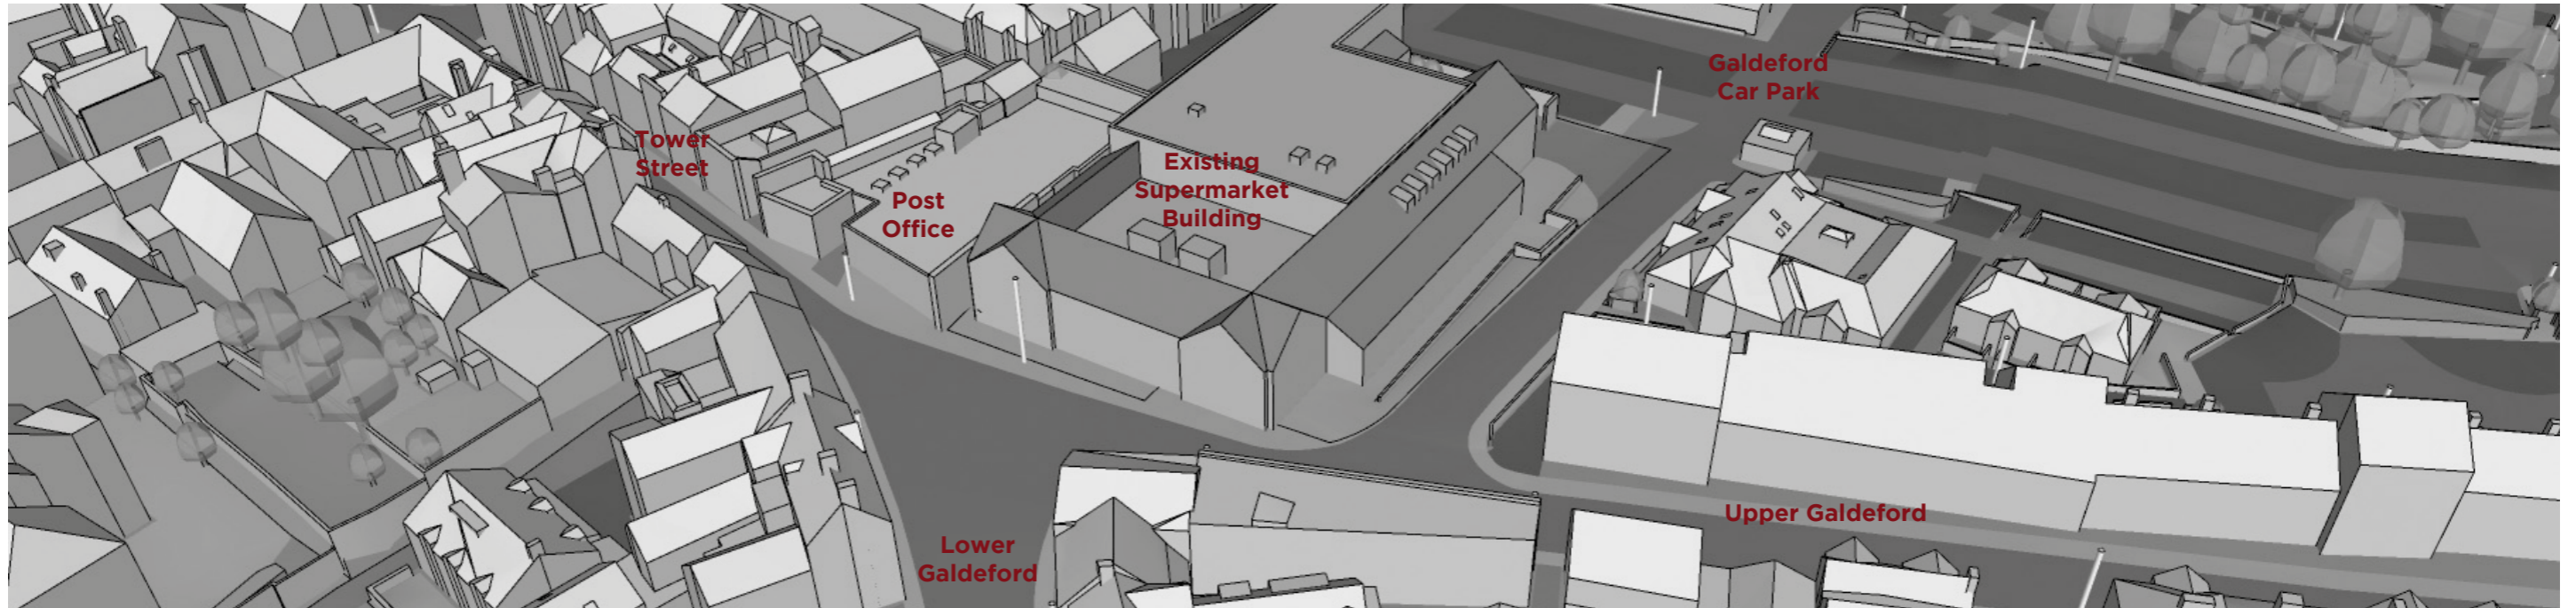 Galdeford
Car Park
Tower
Street
Existing
Supermarket
Building
Post
Office
Upper Galdeford
Lower
Galdeford